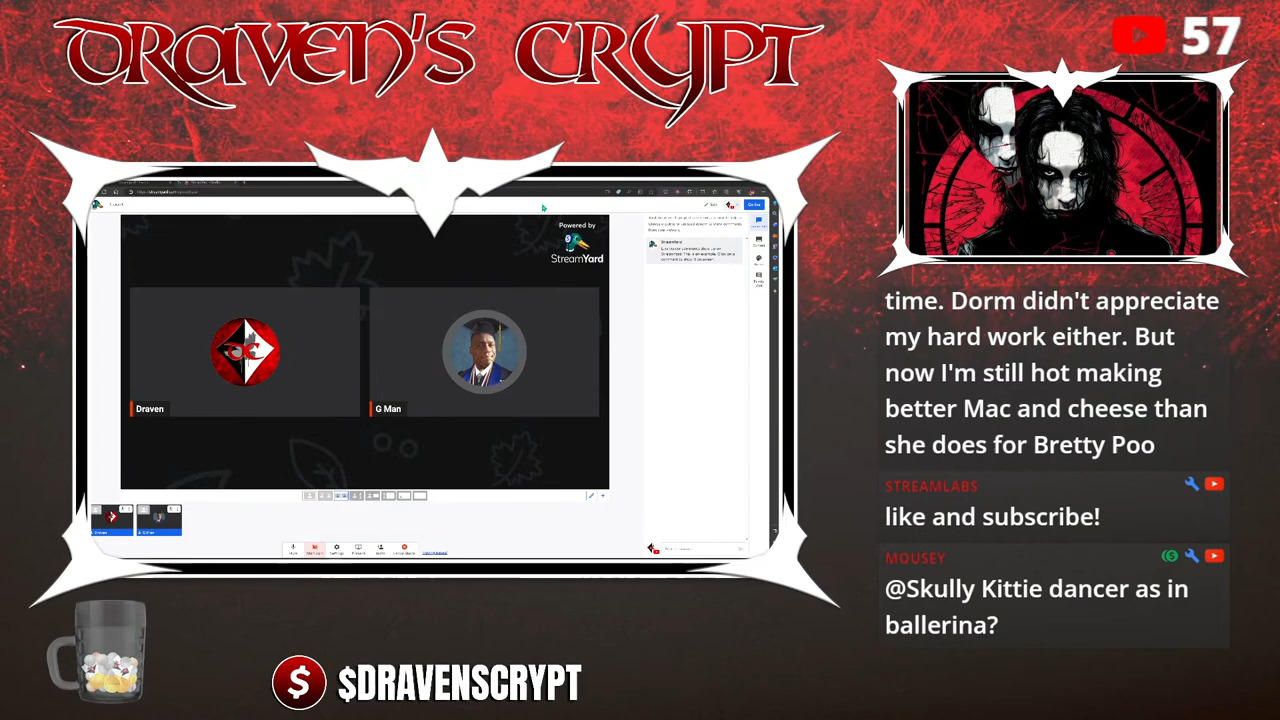 DRAVEN'S CRYPT
57
Powered by
StreamYard
Draven
G Man
time. Dorm didn't appreciate
my hard work either. But
now I'm still hot making
better Mac and cheese than
she does for Bretty Poo
STREAMLABS
like and subscribe!
MOUSEY
@Skully Kittie dancer as in
ballerina?
$ $DRAVENSCRYPT